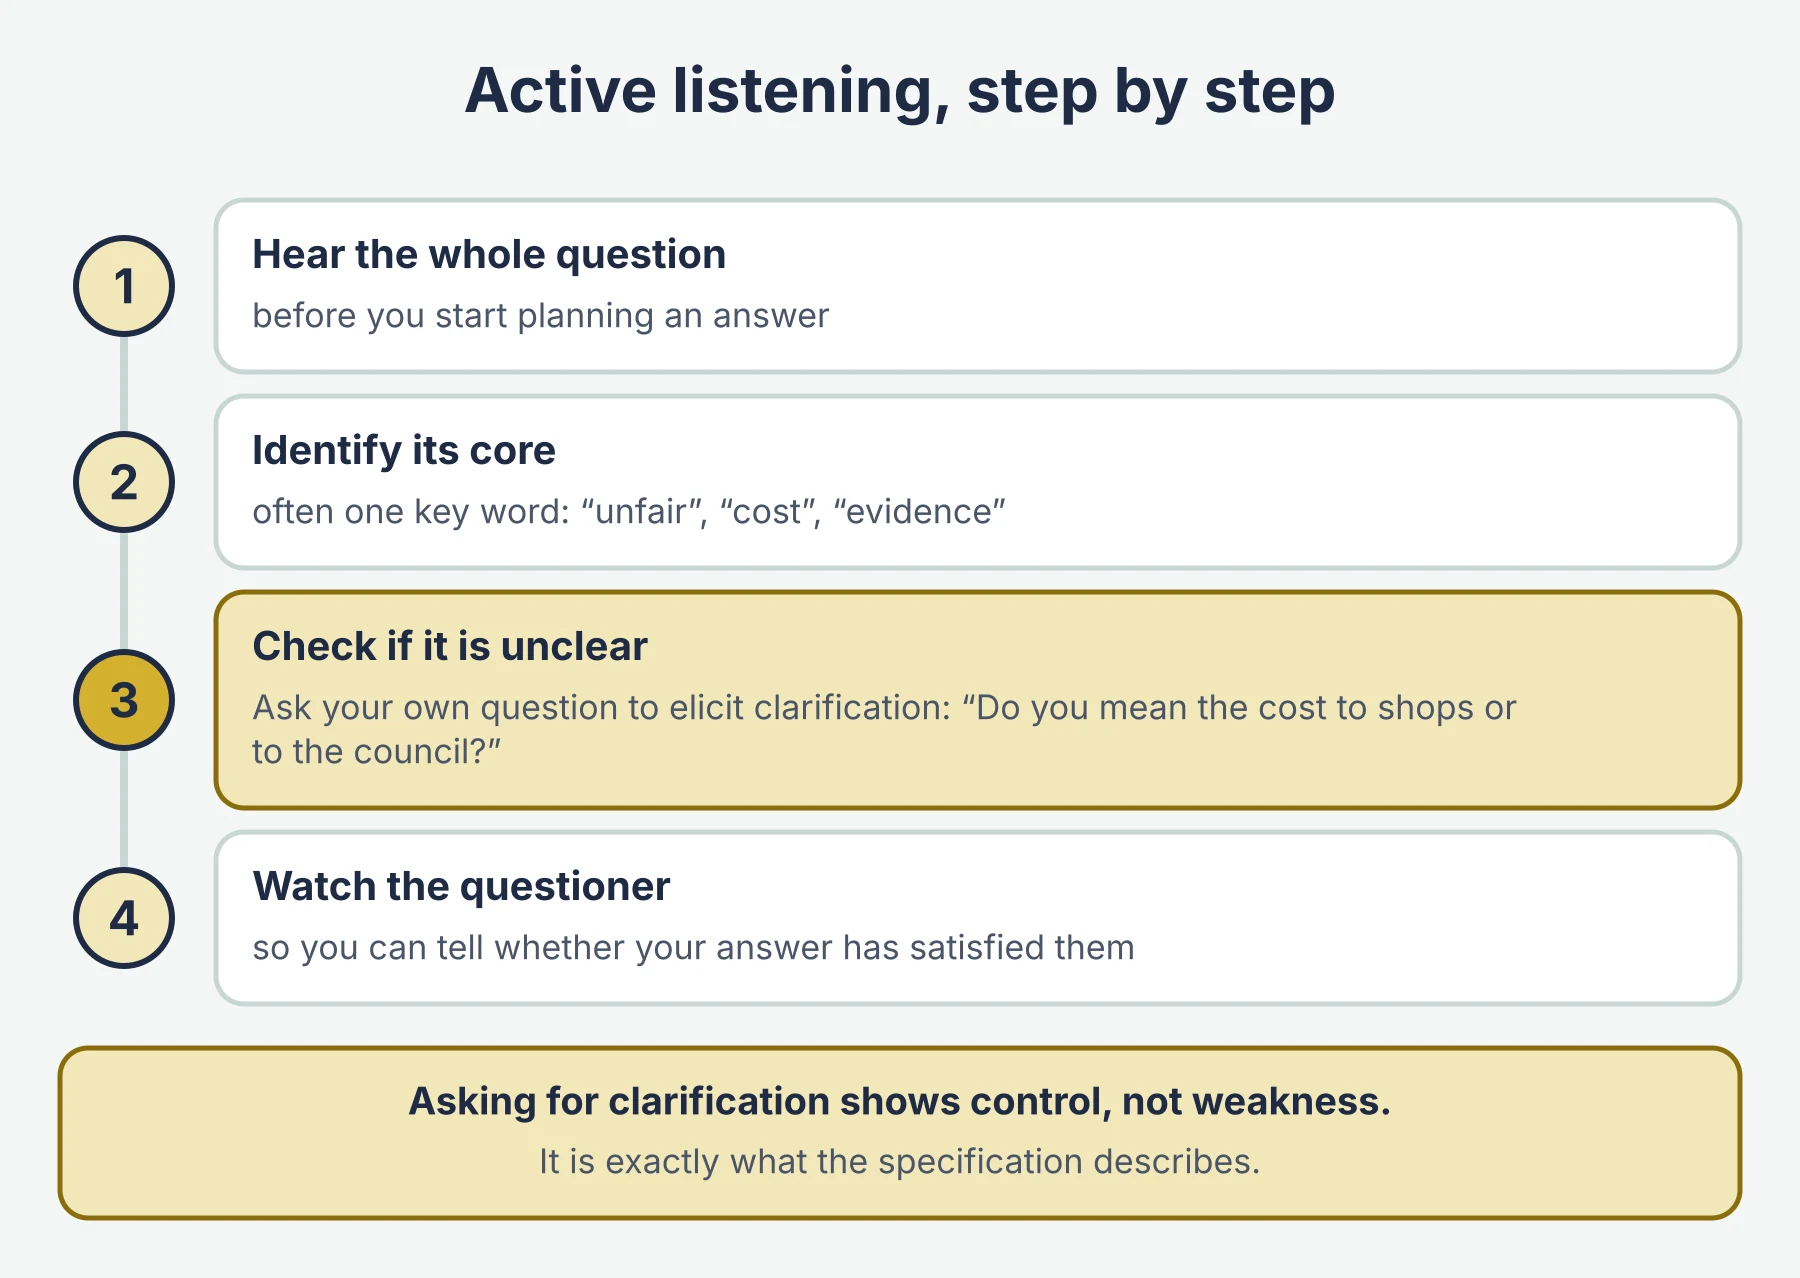 Active listening, step by step
1
Hear the whole question
before you start planning an answer
2
Identify its core
often one key word: “unfair”, “cost”, “evidence”
3
Check if it is unclear
Ask your own question to elicit clarification: “Do you mean the cost to shops or
to the council?”
4
Watch the questioner
so you can tell whether your answer has satisfied them
Asking for clarification shows control, not weakness.
It is exactly what the specification describes.